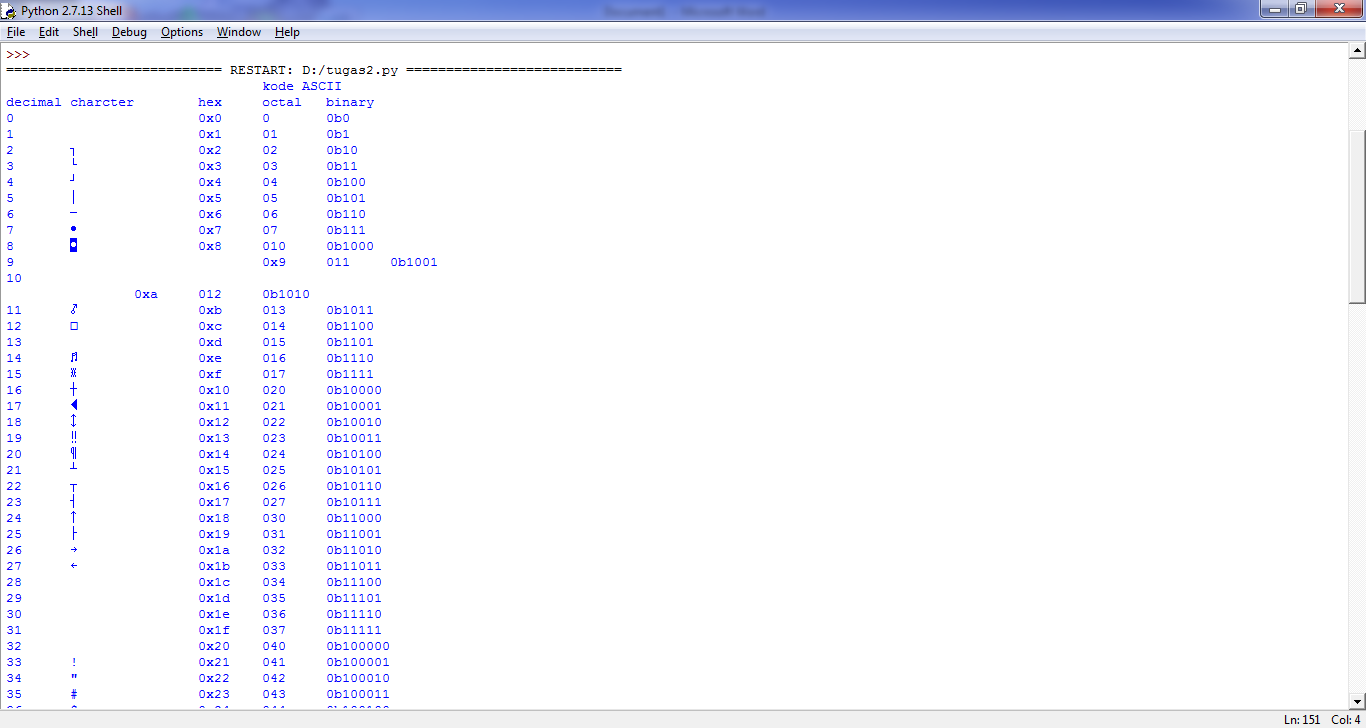 Python 2.7.13 Shell
File Edit Shell Debug Options Window Help
>>>
=========================== RESTART: D:/tugas2.py ===========================
kode ASCII
decimal charcter hex octal binary
0 0x0 0 0b0
1 0x1 01 0b1
2 ┐ 0x2 02 0b10
3 └ 0x3 03 0b11
4 ┘ 0x4 04 0b100
5 │ 0x5 05 0b101
6 ─ 0x6 06 0b110
7 • 0x7 07 0b111
8 ◘ 0x8 010 0b1000
9 0x9 011 0b1001
10
0xa 012 0b1010
11 ♂ 0xb 013 0b1011
12 □ 0xc 014 0b1100
13 0xd 015 0b1101
14 ♫ 0xe 016 0b1110
15 ☼ 0xf 017 0b1111
16 ┼ 0x10 020 0b10000
17 ◄ 0x11 021 0b10001
18 ↕ 0x12 022 0b10010
19 ‼ 0x13 023 0b10011
20 ¶ 0x14 024 0b10100
21 ┴ 0x15 025 0b10101
22 ┬ 0x16 026 0b10110
23 ┤ 0x17 027 0b10111
24 ↑ 0x18 030 0b11000
25 ├ 0x19 031 0b11001
26 → 0x1a 032 0b11010
27 ← 0x1b 033 0b11011
28 0x1c 034 0b11100
29 0x1d 035 0b11101
30 0x1e 036 0b11110
31 0x1f 037 0b11111
32 0x20 040 0b100000
33 ! 0x21 041 0b100001
34 " 0x22 042 0b100010
35 # 0x23 043 0b100011
Ln: 151 Col: 4